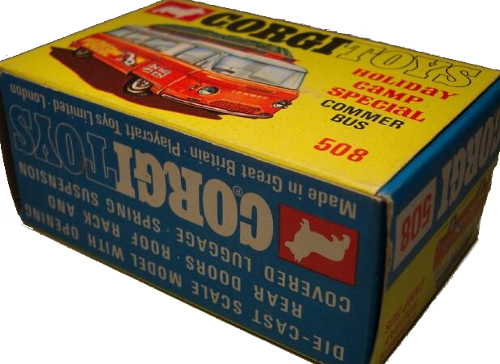 CORGI TOYS
HOLIDAY
CAMP
SPECIAL
COMMER
BUS
508
DIE-CAST SCALE MODEL WITH OPENING
REAR DOORS · ROOF RACK AND
COVERED LUGGAGE · SPRING SUSPENSION
CORGI TOYS
Made in Great Britain · Playcraft Toys Limited · London
CORGI
508